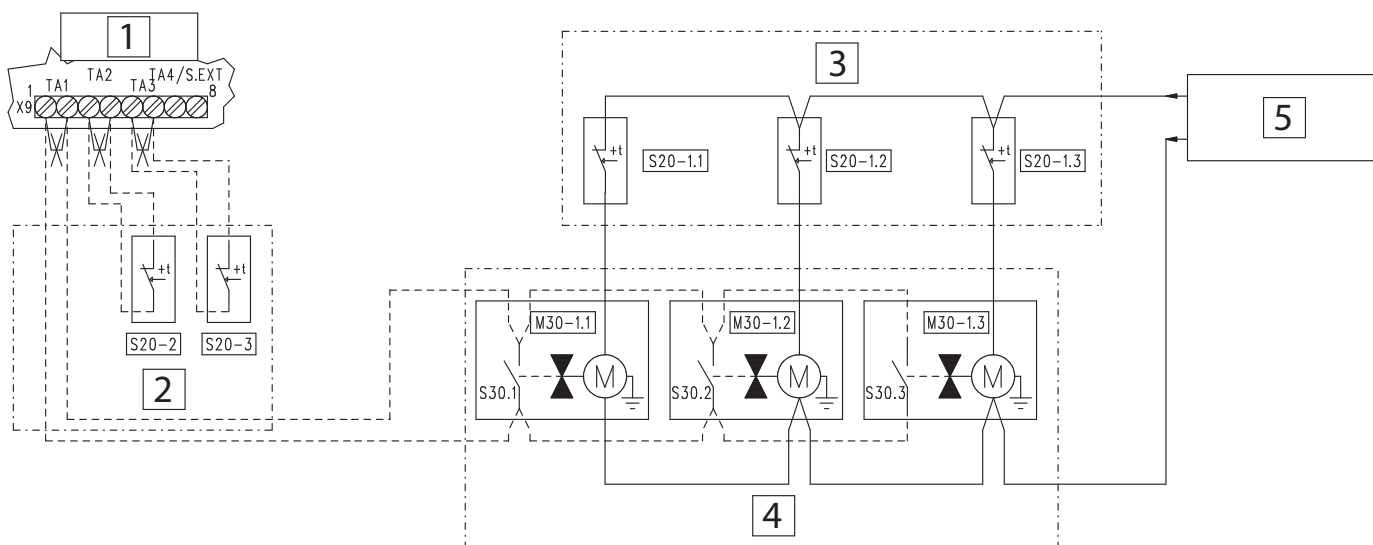 1
TA1 TA2 TA3 TA4/S.EXT
1 8
X9
3
5
S20-1.1 S20-1.2 S20-1.3
+t +t +t
+t +t
S20-2 S20-3
2
M30-1.1 M30-1.2 M30-1.3
M M M
S30.1 S30.2 S30.3
4